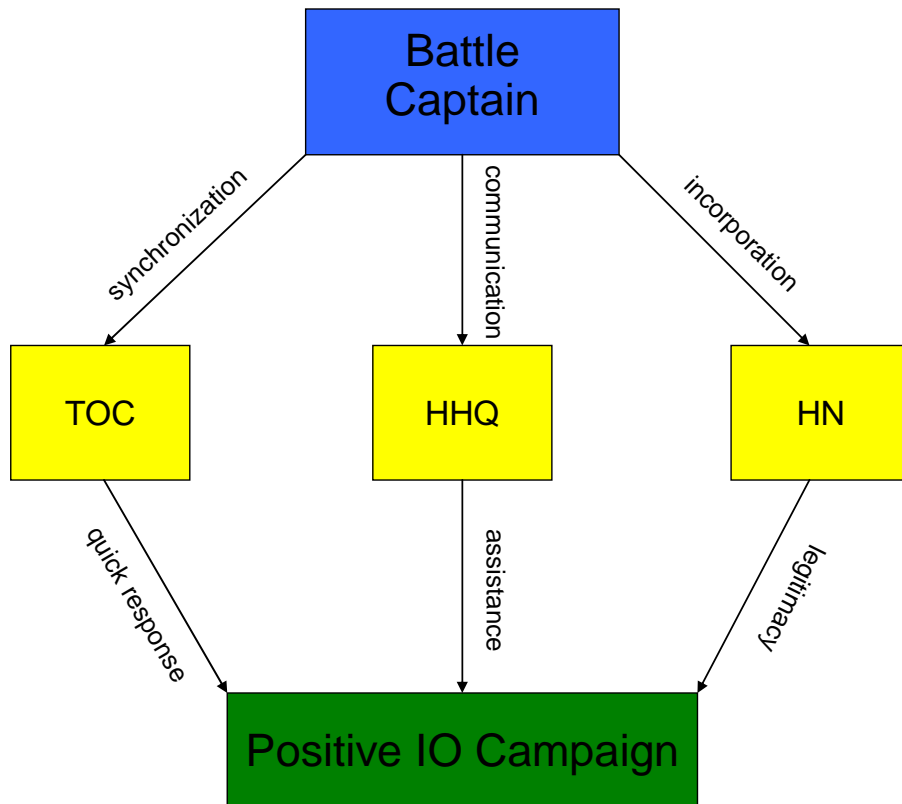 Battle
Captain
synchronization
communication
incorporation
TOC
HHQ
HN
quick response
assistance
legitimacy
Positive IO Campaign